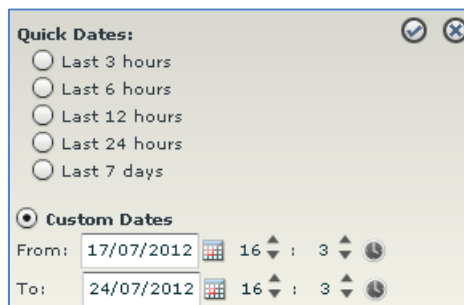 Quick Dates:
Last 3 hours
Last 6 hours
Last 12 hours
Last 24 hours
Last 7 days
Custom Dates
From: 17/07/2012 16 : 3
To: 24/07/2012 16 : 3